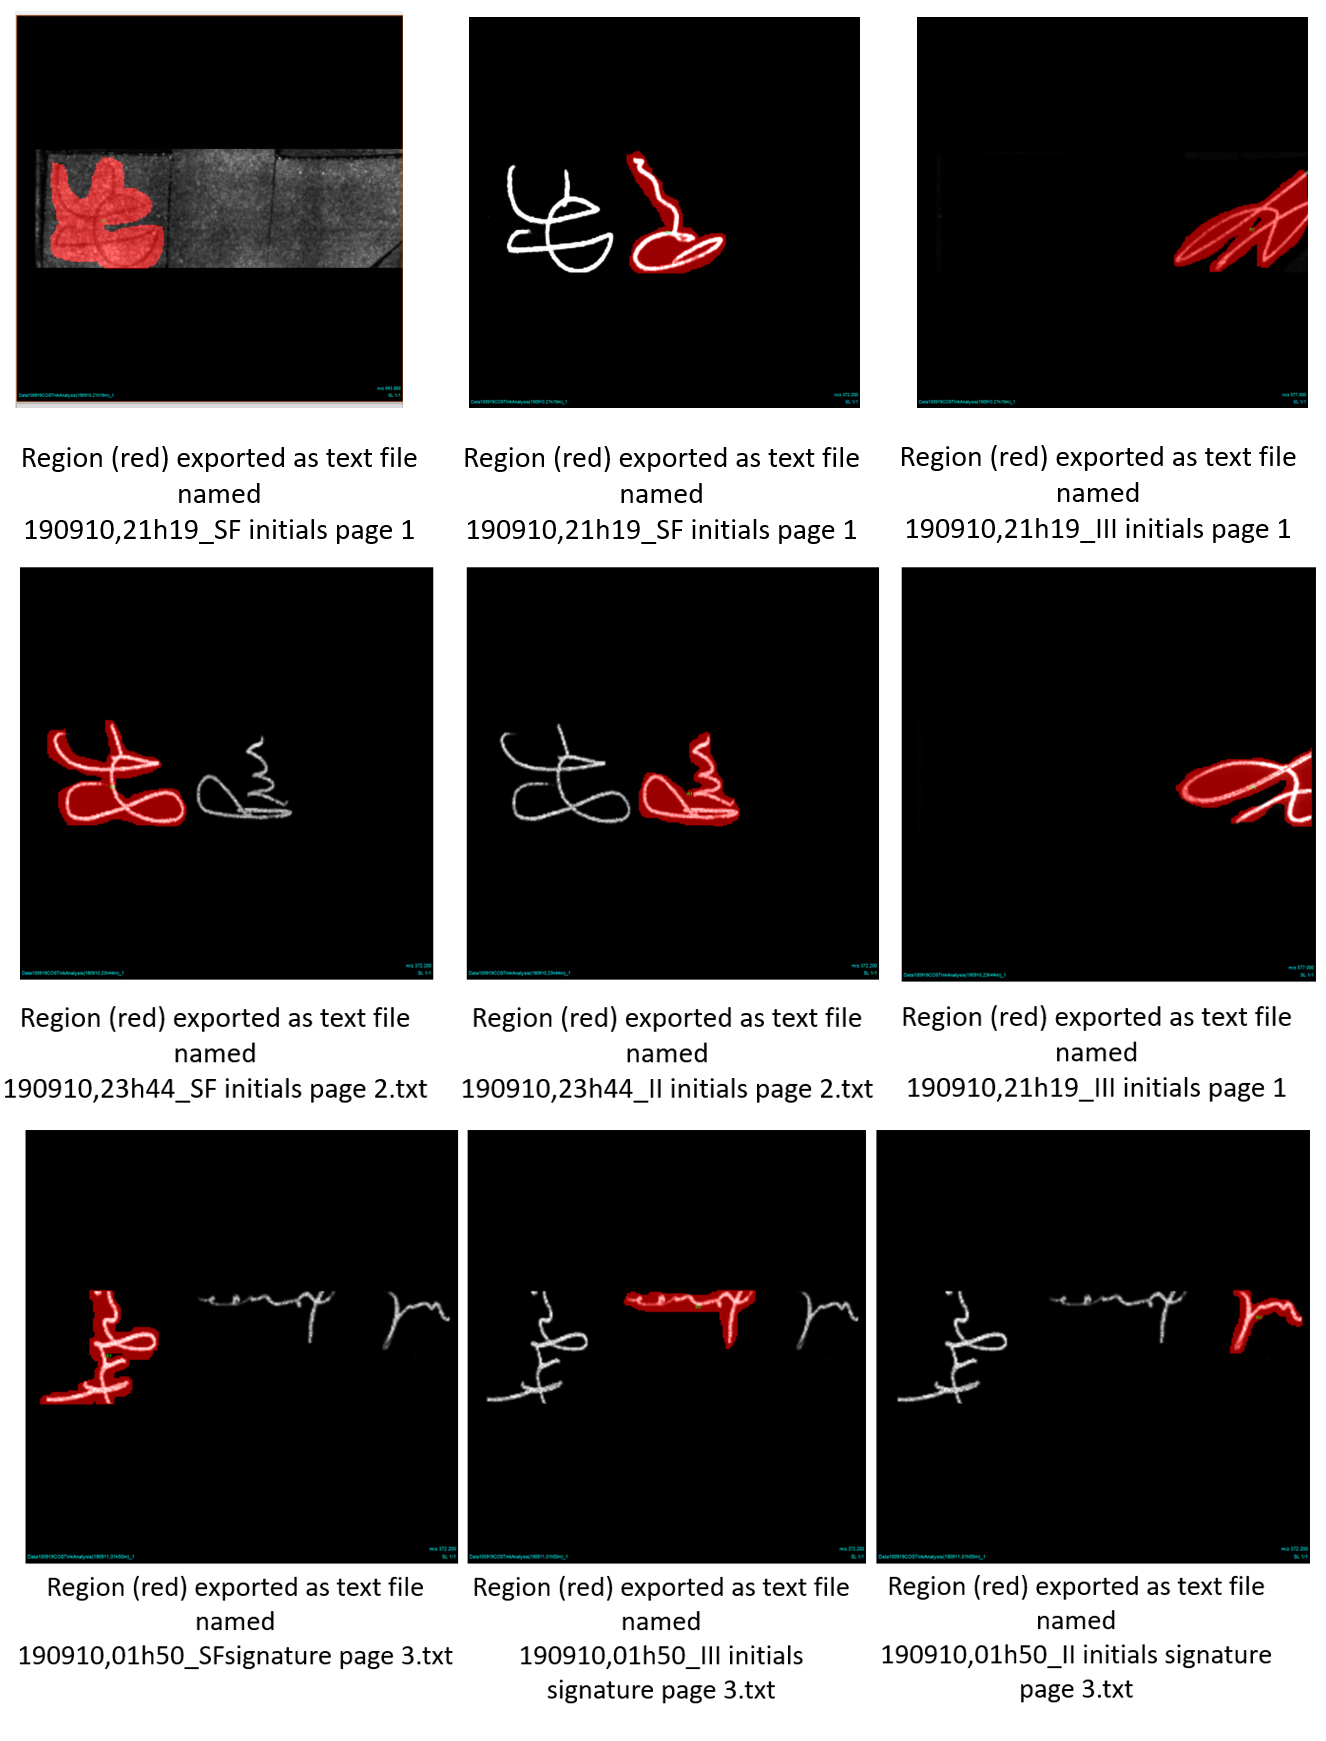 Region (red) exported as text file
named
190910,21h19_SF initials page 1
Region (red) exported as text file
named
190910,21h19_SF initials page 1
Region (red) exported as text file
named
190910,21h19_III initials page 1
Region (red) exported as text file
named
190910,23h44_SF initials page 2.txt
Region (red) exported as text file
named
190910,23h44_II initials page 2.txt
Region (red) exported as text file
named
190910,21h19_III initials page 1
Region (red) exported as text file
named
190910,01h50_SFsignature page 3.txt
Region (red) exported as text file
named
190910,01h50_III initials
signature page 3.txt
Region (red) exported as text file
named
190910,01h50_II initials signature
page 3.txt